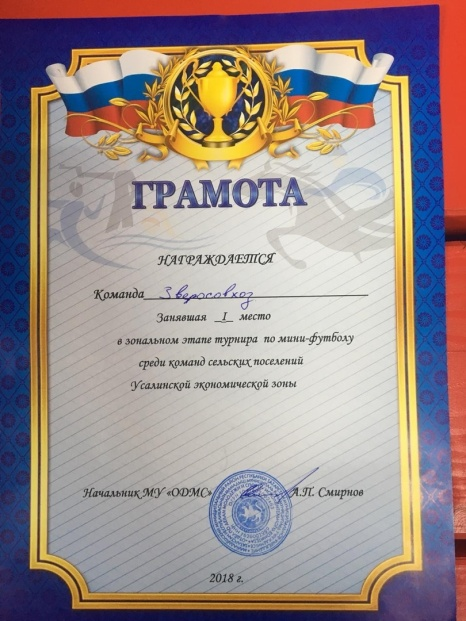 ГРАМОТА
НАГРАЖДАЕТСЯ
Команда Зверосовхоз
Занявшая I место
в зональном этапе турнира по мини-футболу
среди команд сельских поселений
Усалинской экономической зоны
Начальник МУ «ОДМС» А.П. Смирнов
2018 г.